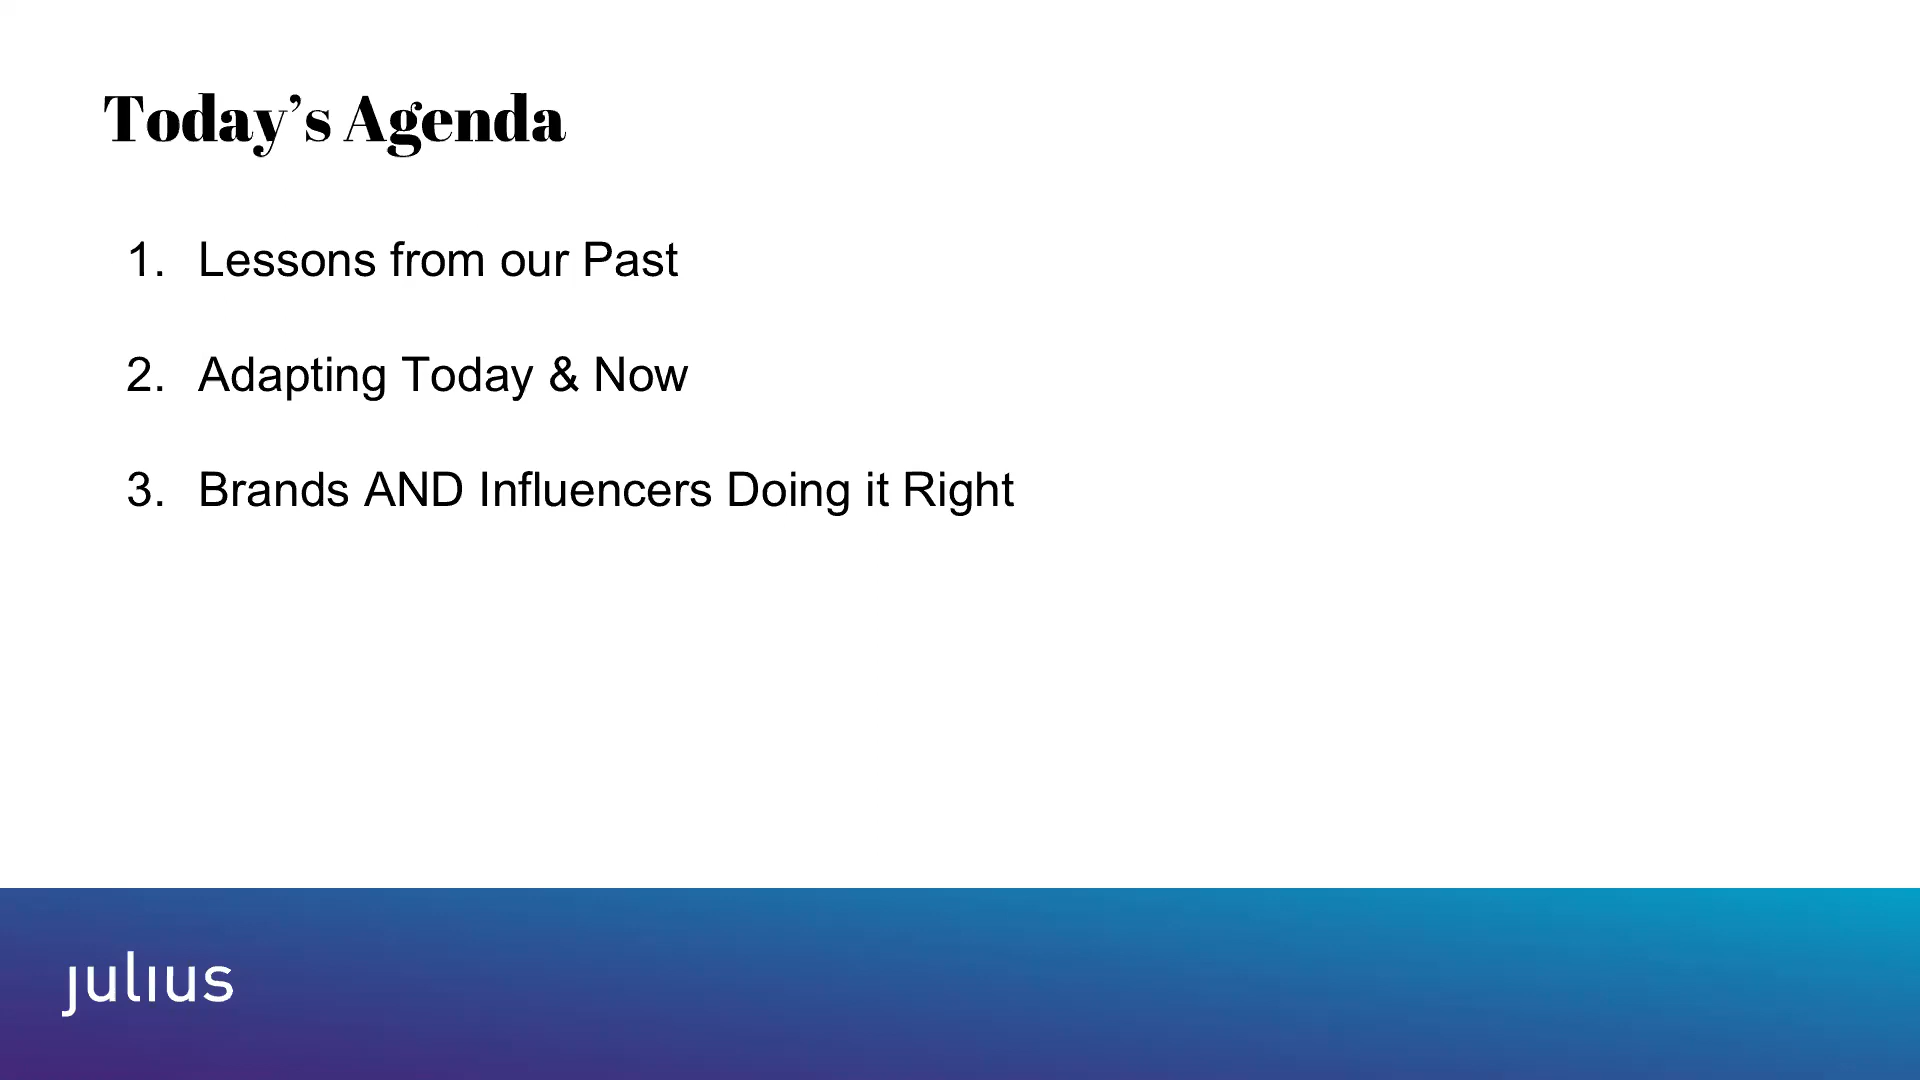 Today’s Agenda
1. Lessons from our Past
2. Adapting Today & Now
3. Brands AND Influencers Doing it Right
julius